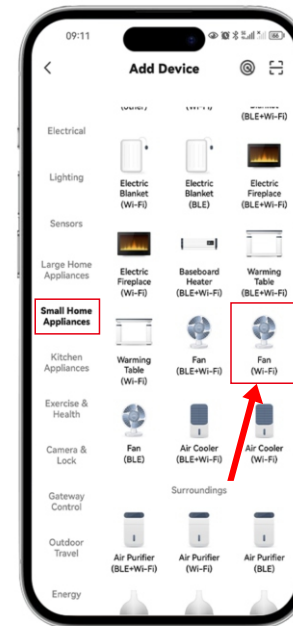 09:11
Add Device
Electrical
Lighting
Sensors
Large Home
Appliances
Small Home
Appliances
Kitchen
Appliances
Exercise &
Health
Camera &
Lock
Gateway
Control
Outdoor
Travel
Energy
(BLE+Wi-Fi)
Electric
Blanket
(Wi-Fi)
Electric
Blanket
(BLE)
Electric
Fireplace
(BLE+Wi-Fi)
Electric
Fireplace
(Wi-Fi)
Baseboard
Heater
(BLE+Wi-Fi)
Warming
Table
(BLE+Wi-Fi)
Warming
Table
(Wi-Fi)
Fan
(BLE+Wi-Fi)
Fan
(Wi-Fi)
Fan
(BLE)
Air Cooler
(BLE+Wi-Fi)
Air Cooler
(Wi-Fi)
Surroundings
Air Purifier
(BLE+Wi-Fi)
Air Purifier
(Wi-Fi)
Air Purifier
(BLE)